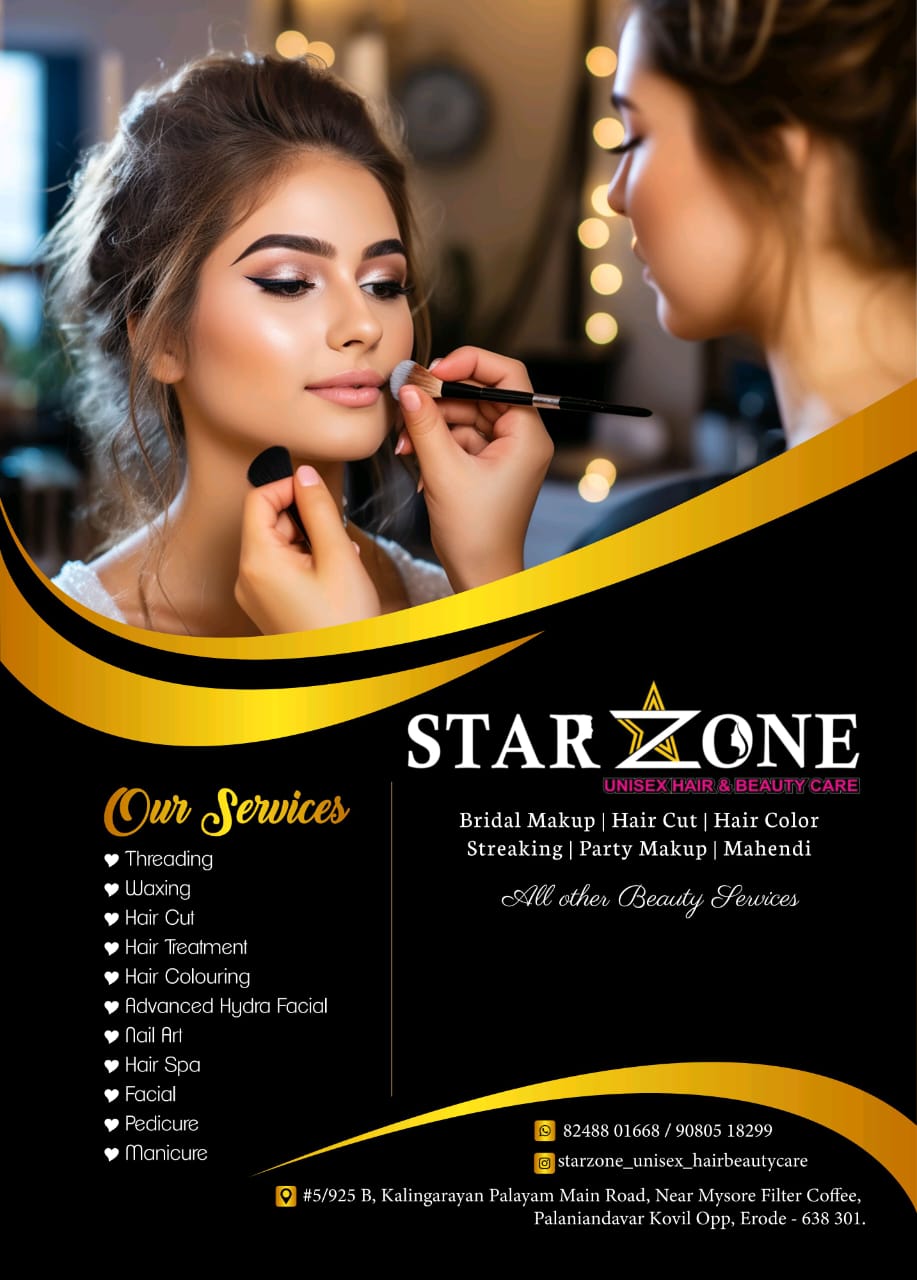 STAR ZONE
UNISEX HAIR & BEAUTY CARE
Bridal Makup | Hair Cut | Hair Color
Streaking | Party Makup | Mahendi
All other Beauty Services
Our Services
Threading
Waxing
Hair Cut
Hair Treatment
Hair Colouring
Advanced Hydra Facial
Nail Art
Hair Spa
Facial
Pedicure
Manicure
82488 01668 / 90805 18299
starzone_unisex_hairbeautycare
#5/925 B, Kalingarayan Palayam Main Road, Near Mysore Filter Coffee,
Palaniandavar Kovil Opp, Erode - 638 301.